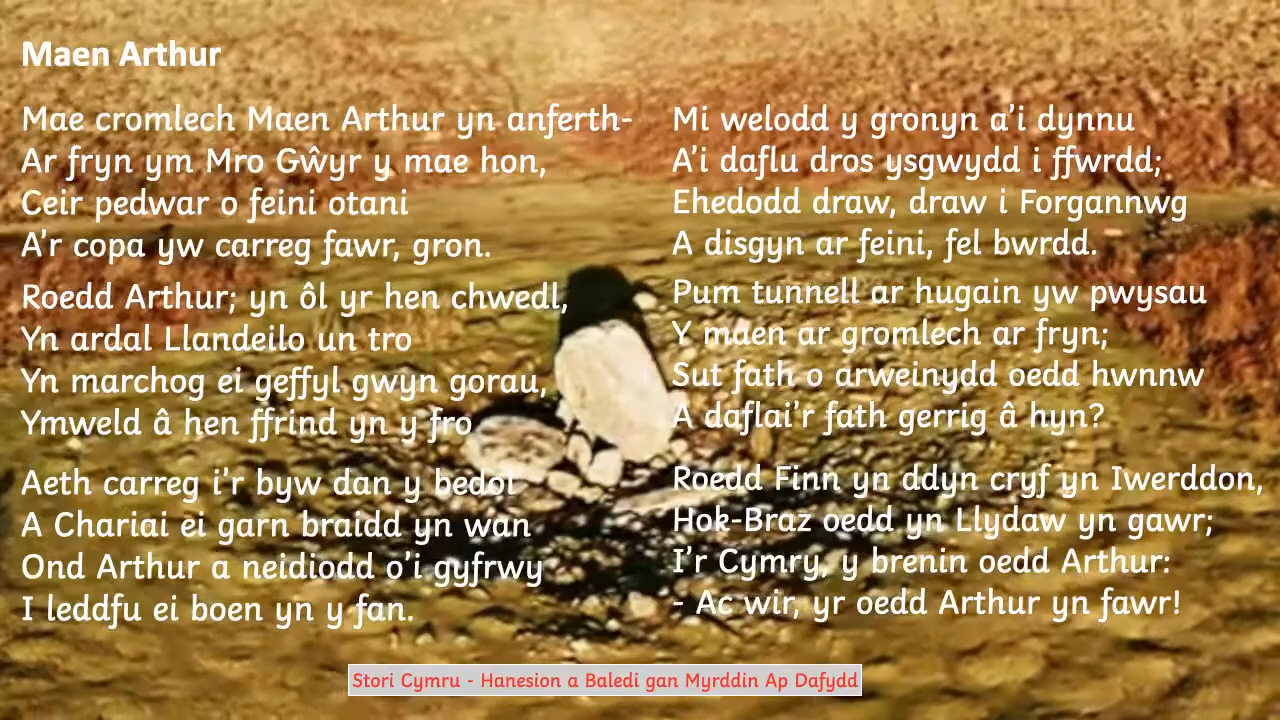 Maen Arthur
Mae cromlech Maen Arthur yn anferth-
Ar fryn ym Mro Gŵyr y mae hon,
Ceir pedwar o feini otani
A’r copa yw carreg fawr, gron.
Roedd Arthur; yn ôl yr hen chwedl,
Yn ardal Llandeilo un tro
Yn marchog ei geffyl gwyn gorau,
Ymweld â hen ffrind yn y fro
Aeth carreg i’r byw dan y bedol
A Chariai ei garn braidd yn wan
Ond Arthur a neidiodd o’i gyfrwy
I leddfu ei boen yn y fan.
Mi welodd y gronyn a’i dynnu
A’i daflu dros ysgwydd i ffwrdd;
Ehedodd draw, draw i Forgannwg
A disgyn ar feini, fel bwrdd.
Pum tunnell ar hugain yw pwysau
Y maen ar gromlech ar fryn;
Sut fath o arweinydd oedd hwnnw
A daflai’r fath gerrig â hyn?
Roedd Finn yn ddyn cryf yn Iwerddon,
Hok-Braz oedd yn Llydaw yn gawr;
I’r Cymry, y brenin oedd Arthur:
- Ac wir, yr oedd Arthur yn fawr!
Stori Cymru - Hanesion a Baledi gan Myrddin Ap Dafydd